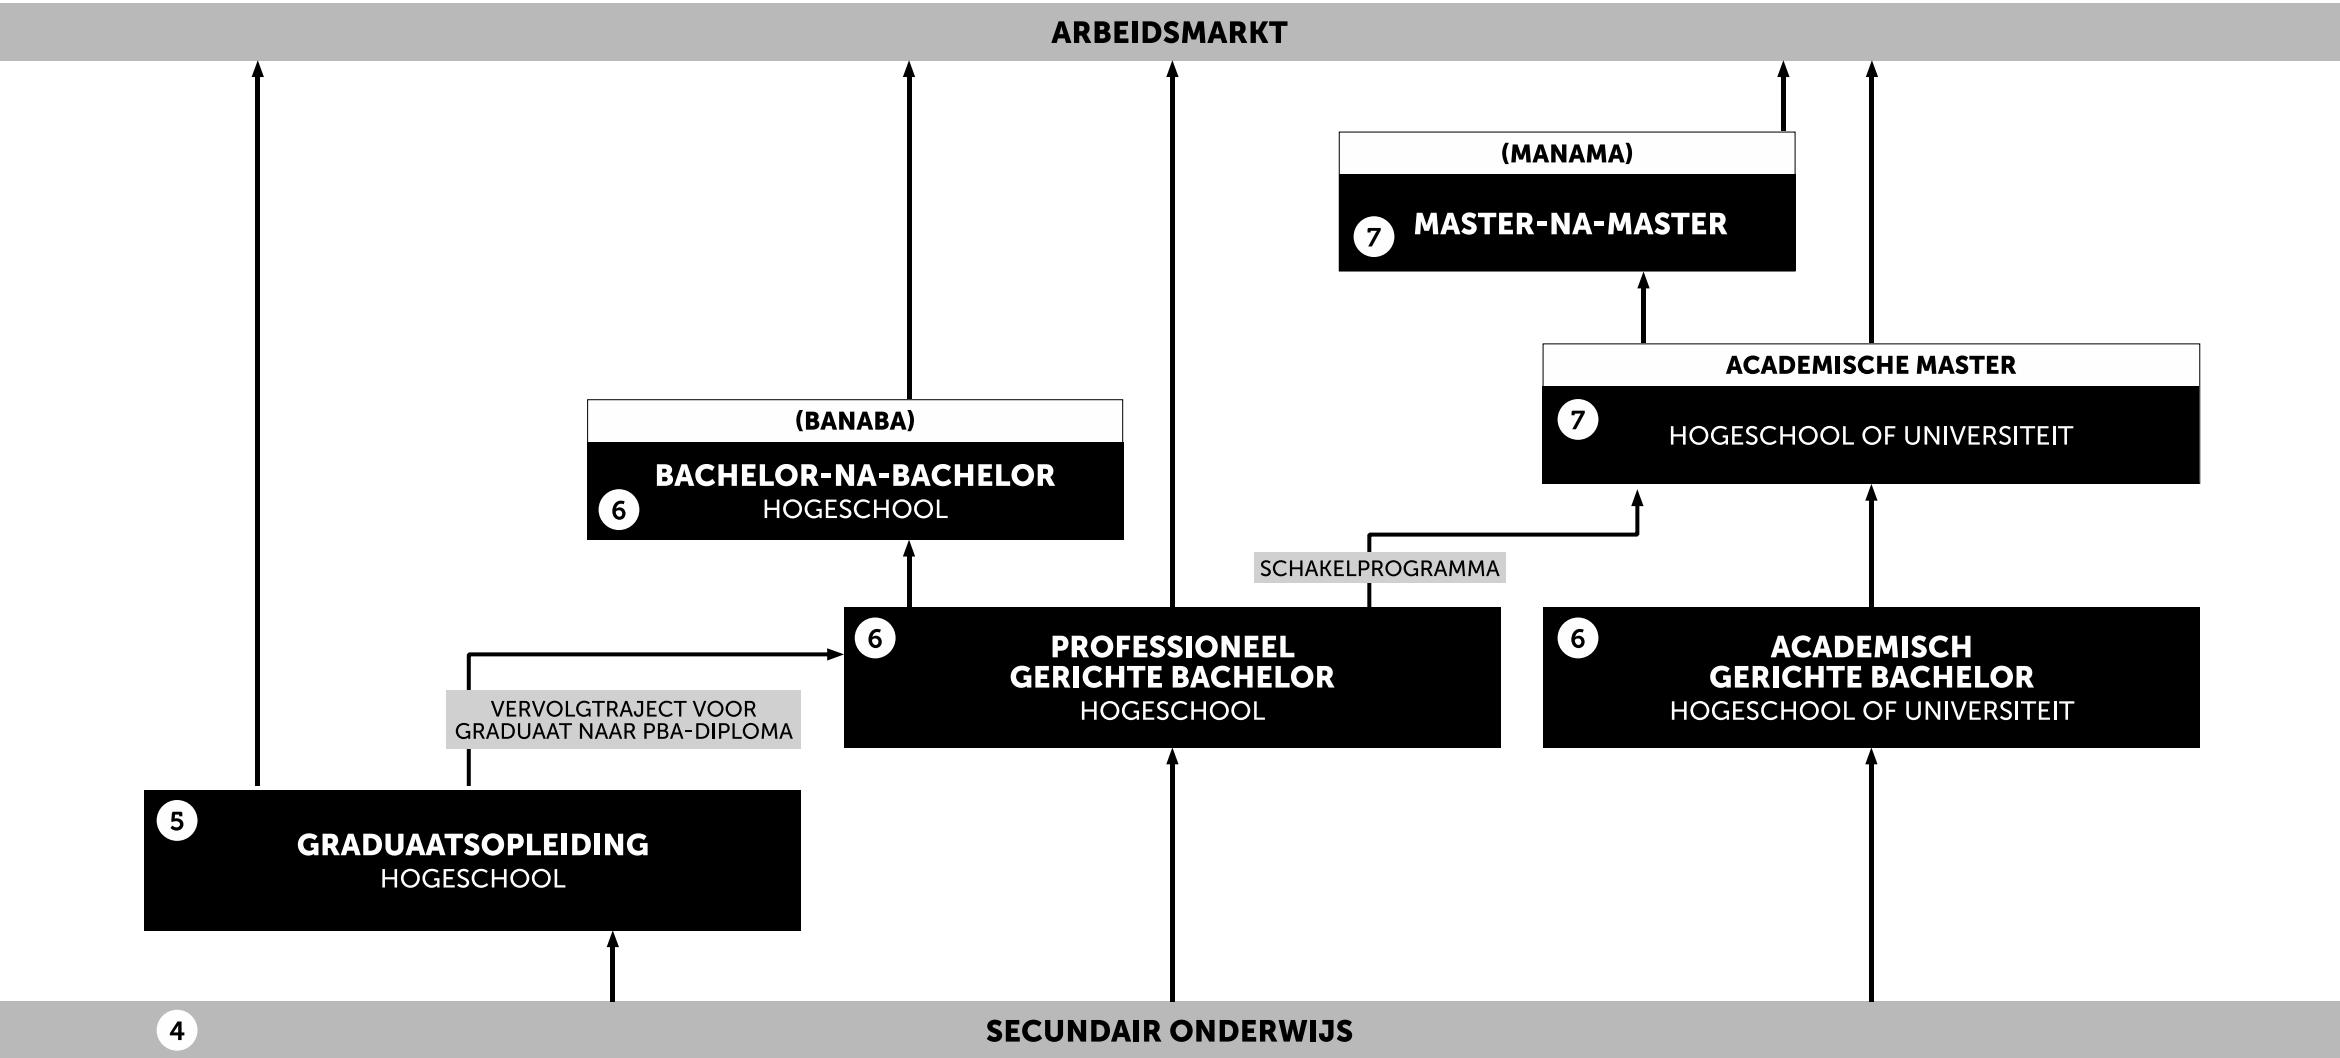 ARBEIDSMARKT
(MANAMA)
7
MASTER-NA-MASTER
ACADEMISCHE MASTER
7
HOGESCHOOL OF UNIVERSITEIT
(BANABA)
BACHELOR-NA-BACHELOR
6
HOGESCHOOL
SCHAKELPROGRAMMA
6
PROFESSIONEEL
GERICHTE BACHELOR
HOGESCHOOL
6
ACADEMISCH
GERICHTE BACHELOR
HOGESCHOOL OF UNIVERSITEIT
VERVOLGTRAJECT VOOR
GRADUAAT NAAR PBA-DIPLOMA
5
GRADUAATSOPLEIDING
HOGESCHOOL
4
SECUNDAIR ONDERWIJS